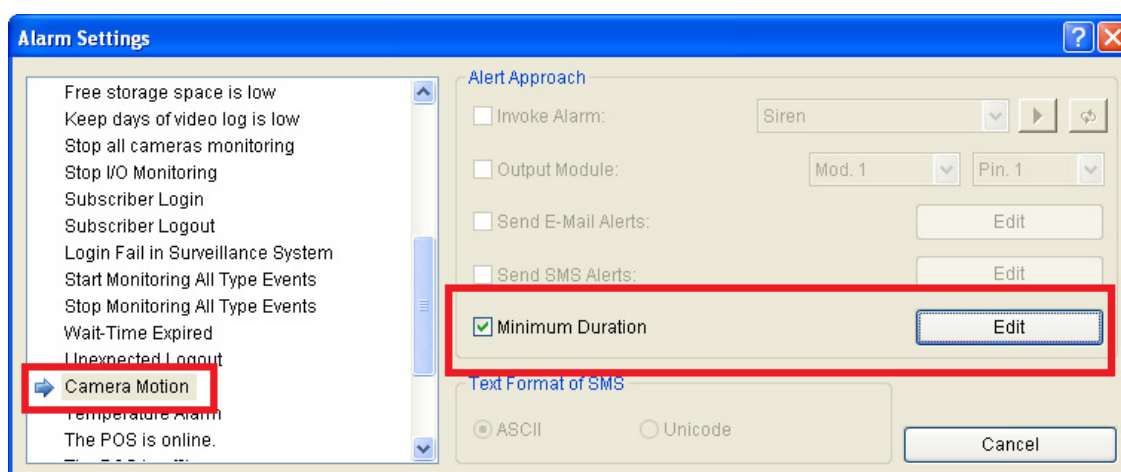 Alarm Settings
Free storage space is low
Keep days of video log is low
Stop all cameras monitoring
Stop I/O Monitoring
Subscriber Login
Subscriber Logout
Login Fail in Surveillance System
Start Monitoring All Type Events
Stop Monitoring All Type Events
Wait-Time Expired
Unexpected Logout
Camera Motion
Temperature Alarm
The POS is online.
Alert Approach
Invoke Alarm: Siren
Output Module: Mod. 1 Pin. 1
Send E-Mail Alerts: Edit
Send SMS Alerts: Edit
Minimum Duration Edit
Text Format of SMS
ASCII Unicode
Cancel